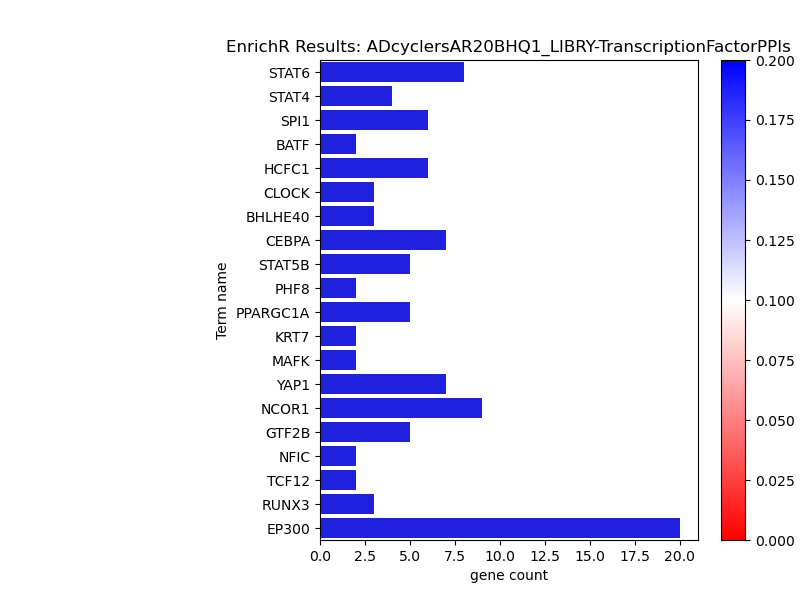 EnrichR Results: ADcyclersAR20BHQ1_LIBRY-TranscriptionFactorPPIs
STAT6
STAT4
SPI1
BATF
HCFC1
CLOCK
BHLHE40
CEBPA
STAT5B
PHF8
PPARGC1A
KRT7
MAFK
YAP1
NCOR1
GTF2B
NFIC
TCF12
RUNX3
EP300
Term name
0.0 2.5 5.0 7.5 10.0 12.5 15.0 17.5 20.0
gene count
0.200
0.175
0.150
0.125
0.100
0.075
0.050
0.025
0.000